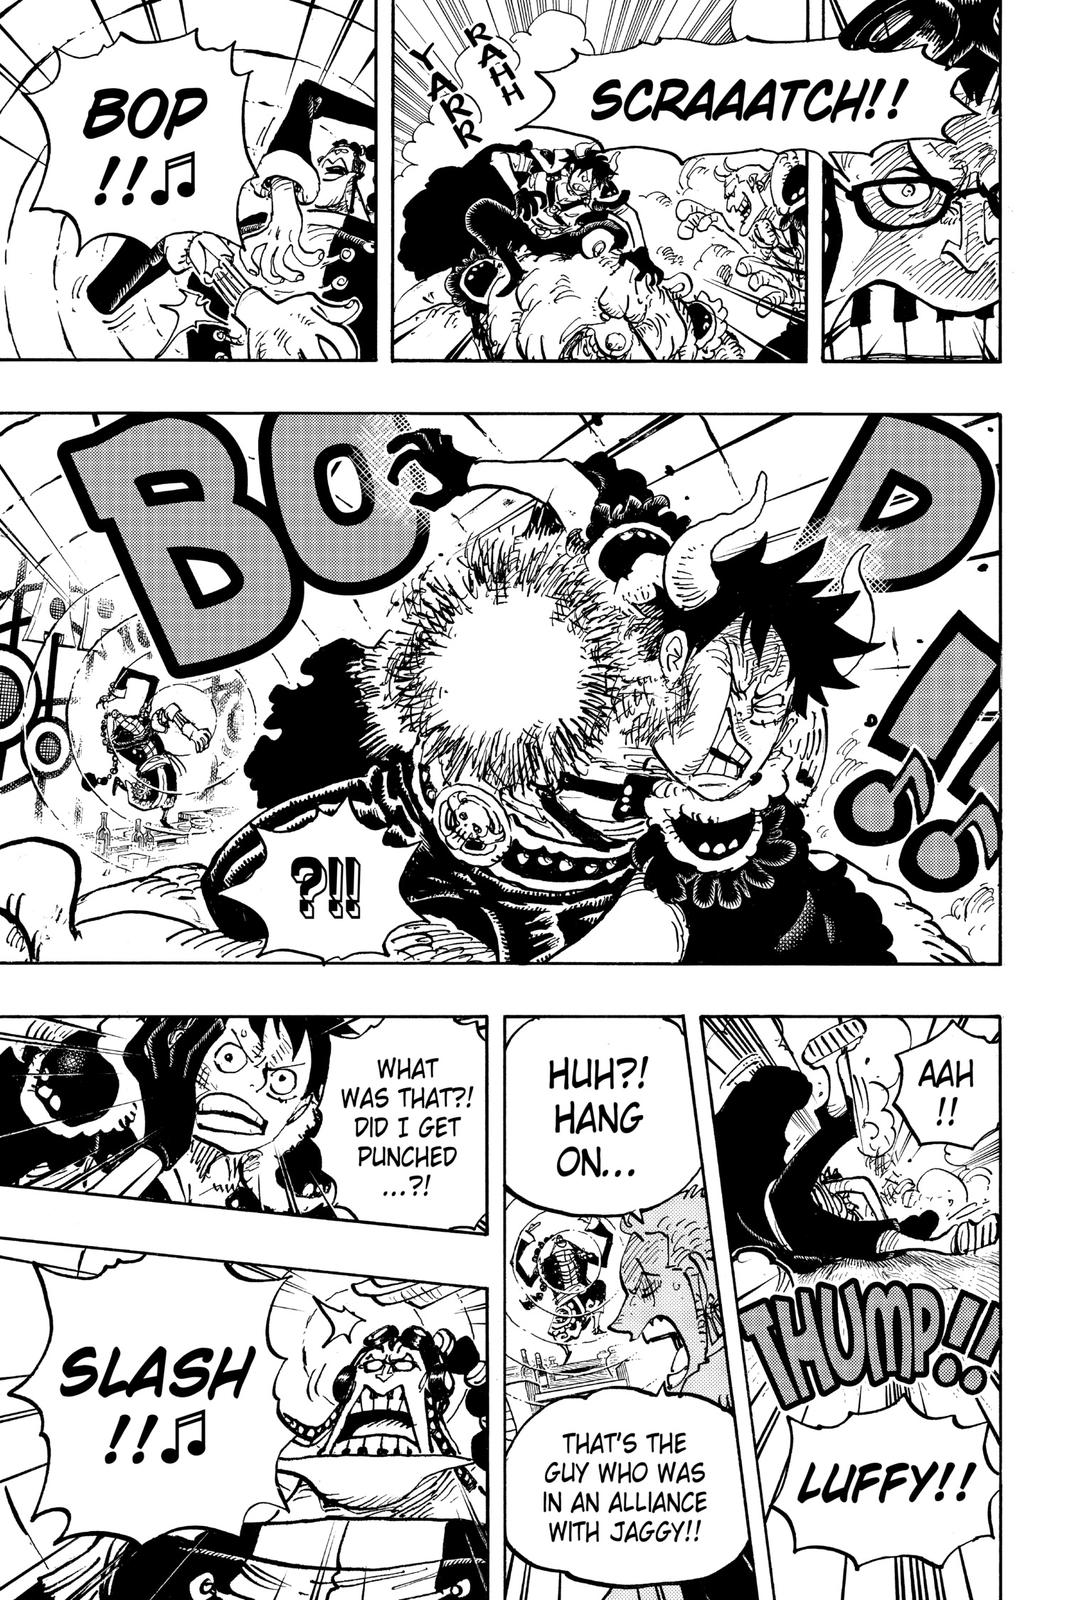 SCRAAATCH!!
RAHH
YARR
BOP
!!♫
BOD
!!♪♪
?!!
AAH
!!
THUMP!!
LUFFY!!
HUH?!
HANG
ON...
THAT'S THE
GUY WHO WAS
IN AN ALLIANCE
WITH JAGGY!!
WHAT
WAS THAT?!
DID I GET
PUNCHED
...?!
SLASH
!!♫